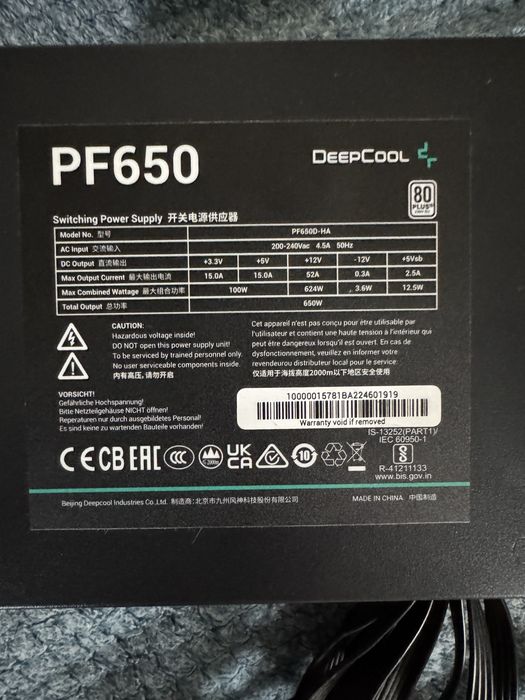 PF650
DEEPCOOL
80
PLUS
Switching Power Supply 开关电源供应器
Model No. 型号 PF650D-HA
AC Input 交流输入 200-240Vac 4.5A 50Hz
DC Output 直流输出 +3.3V +5V +12V -12V +5Vsb
Max Output Current 最大输出电流 15.0A 15.0A 52A 0.3A 2.5A
Max Combined Wattage 最大组合功率 100W 624W 3.6W 12.5W
Total Output 总功率 650W
CAUTION:
Hazardous voltage inside!
DO NOT open this power supply unit!
To be serviced by trained personnel only.
No user serviceable components inside.
内有高压,请勿开启
Cet appareil n'est pas conçu pour être utilisable par
l'utilisateur et contient une haute tension à l'intérieur qui
peut être dangereux lorsqu'il est ouvert. En cas de
dysfonctionnement, veuillez en informer votre
revendeurou distributeur local pour le service.
仅适用于海拔高度2000m以下地区安全使用
VORSICHT!
Gefährliche Hochspannung!
Bitte Netzteilgehäuse NICHT öffnen!
Reperaturen nur durch ausgebildetes Personal!
Es sind keine zu wartenden Bauteile vorhanden!
10000015781BA224601919
Warranty void if removed
IS-13252(PART1)/
IEC 60950-1
R-41211133
www.bis.gov.in
CE CB EAC CCC UK CA 10
Beijing Deepcool Industries Co.,Ltd. 制造商:北京市九州风神科技股份有限公司
MADE IN CHINA 中国制造